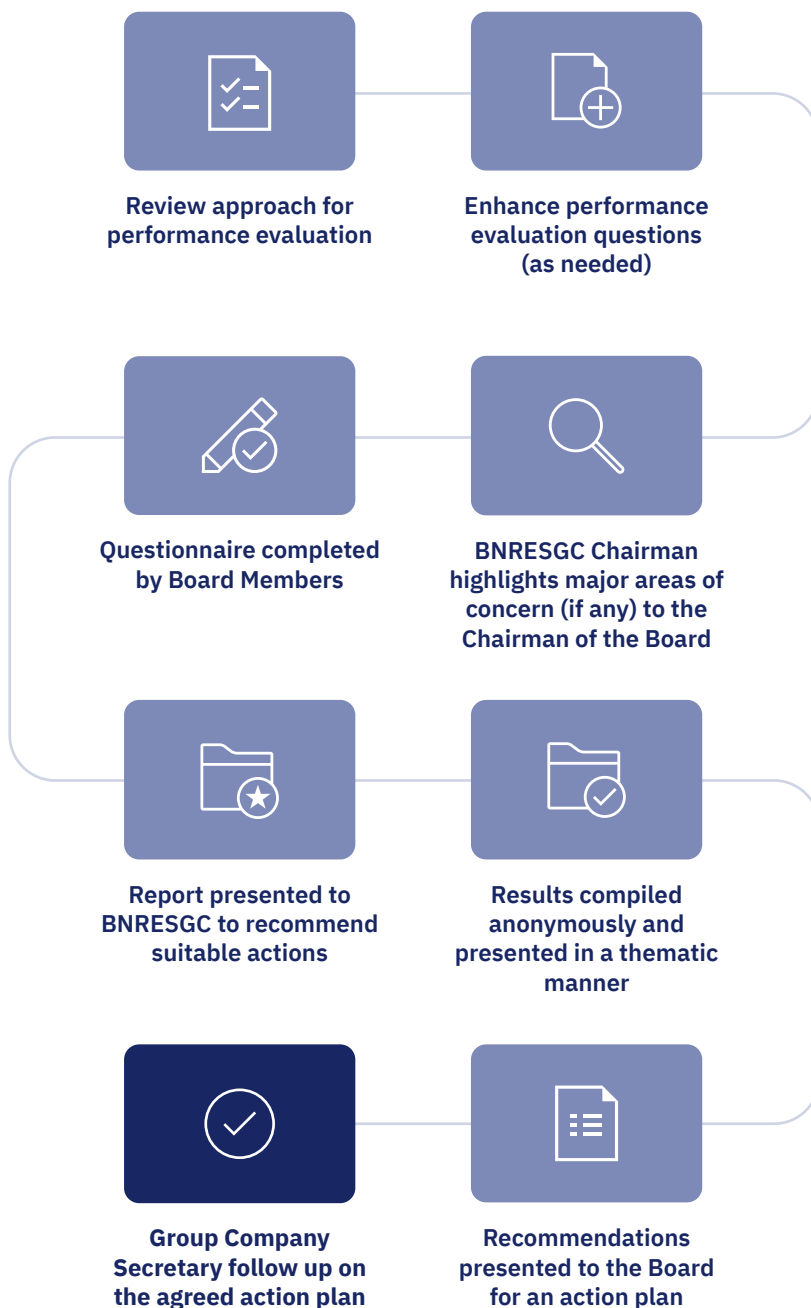 Review approach for
performance evaluation
Enhance performance
evaluation questions
(as needed)
Questionnaire completed
by Board Members
BNRESGC Chairman
highlights major areas of
concern (if any) to the
Chairman of the Board
Report presented to
BNRESGC to recommend
suitable actions
Results compiled
anonymously and
presented in a thematic
manner
Group Company
Secretary follow up on
the agreed action plan
Recommendations
presented to the Board
for an action plan